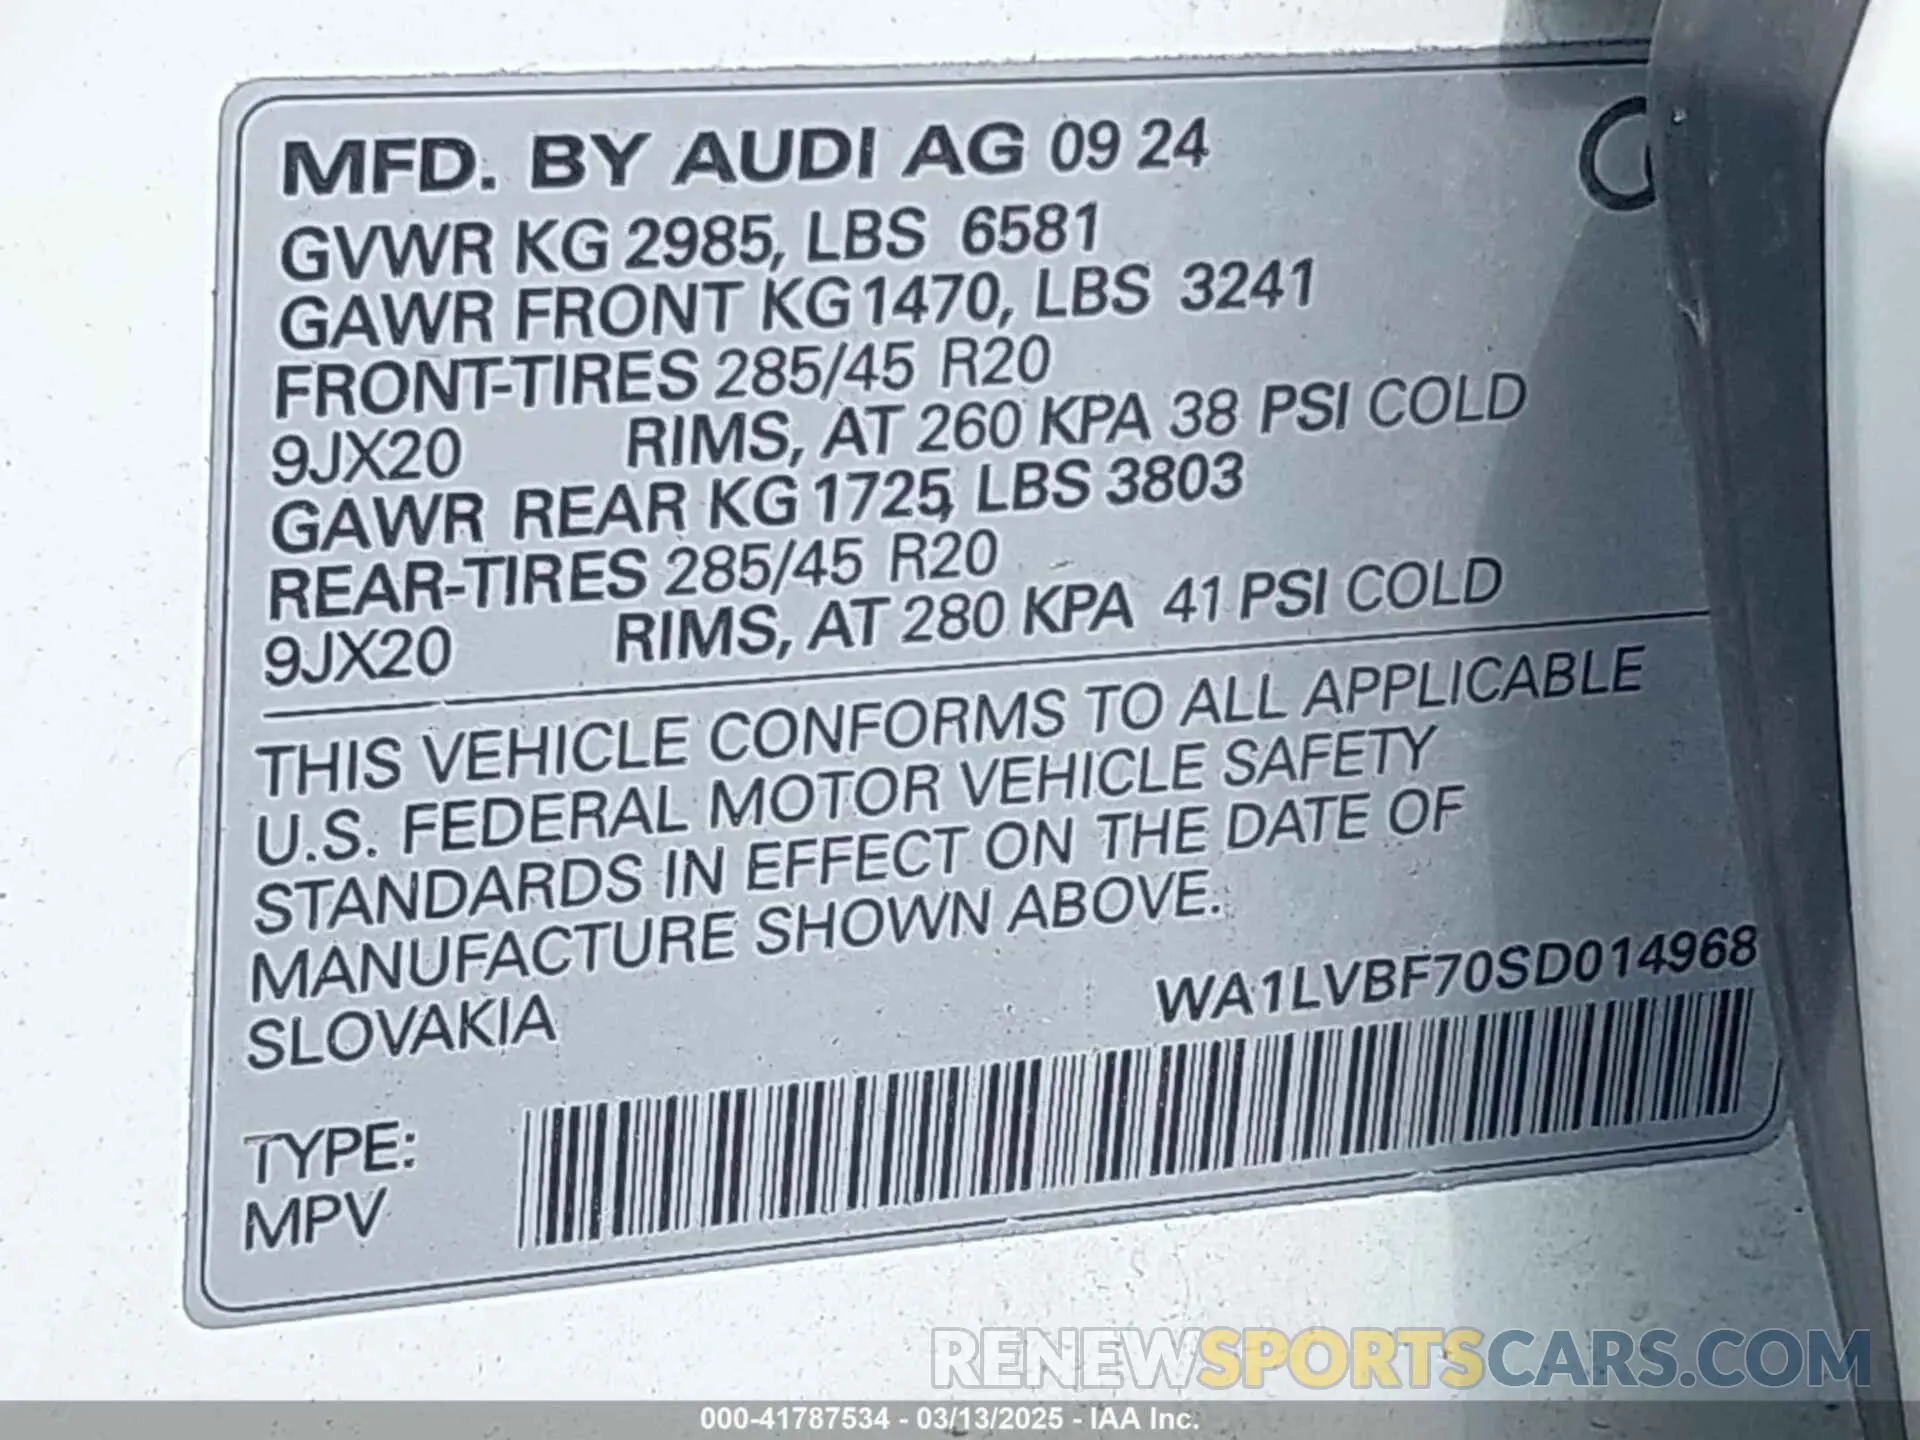 MFD. BY AUDI AG 09 24
GVWR KG 2985, LBS 6581
GAWR FRONT KG 1470, LBS 3241
FRONT-TIRES 285/45 R20
9JX20 RIMS, AT 260 KPA 38 PSI COLD
GAWR REAR KG 1725, LBS 3803
REAR-TIRES 285/45 R20
9JX20 RIMS, AT 280 KPA 41 PSI COLD
THIS VEHICLE CONFORMS TO ALL APPLICABLE
U.S. FEDERAL MOTOR VEHICLE SAFETY
STANDARDS IN EFFECT ON THE DATE OF
MANUFACTURE SHOWN ABOVE.
SLOVAKIA
WA1LVBF70SD014968
TYPE:
MPV
RENEWSPORTSCARS.COM
000-41787534 - 03/13/2025 - IAA Inc.